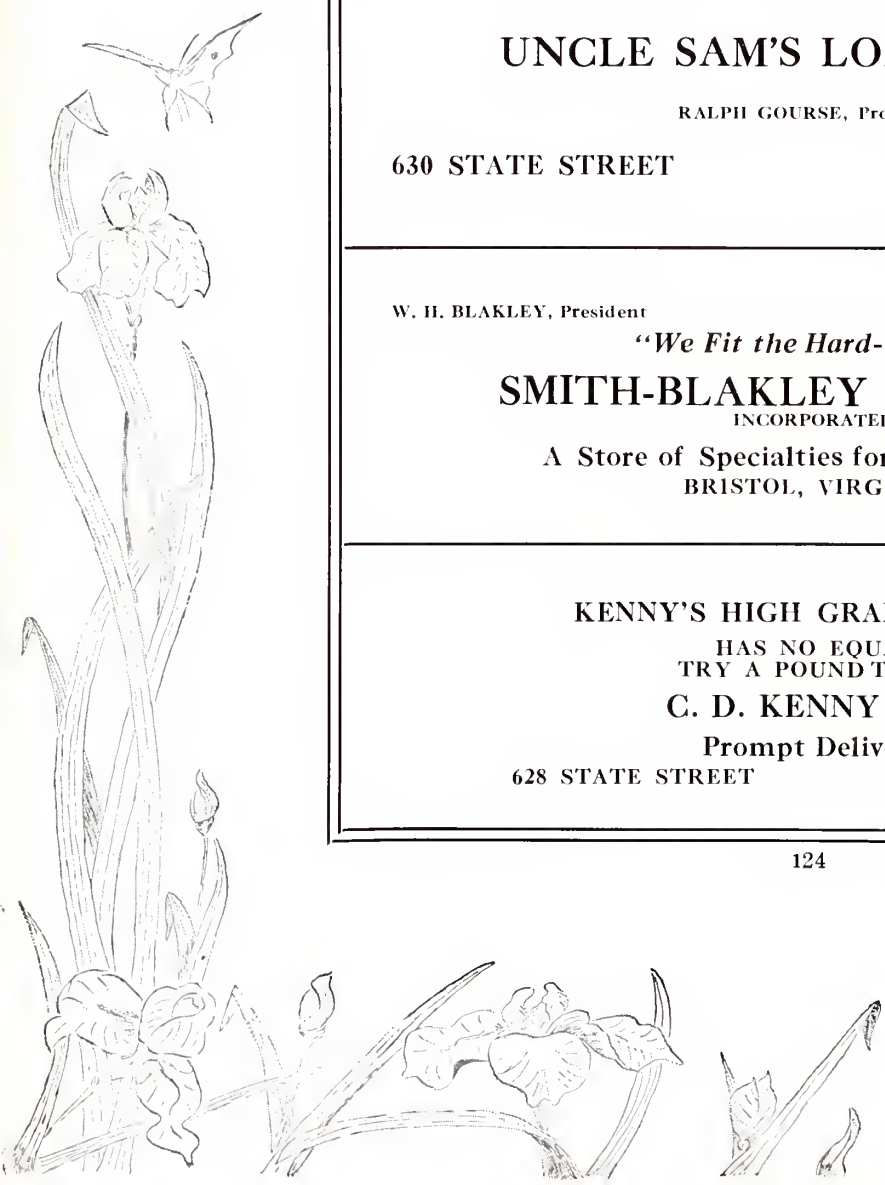 UNCLE SAM'S LO
RALPH GOURSE, Pro
630 STATE STREET
W. H. BLAKLEY, President
“We Fit the Hard-
SMITH-BLAKLEY
INCORPORATED
A Store of Specialties for
BRISTOL, VIRG
KENNY'S HIGH GRA
HAS NO EQU
TRY A POUND T
C. D. KENNY
Prompt Deliv
628 STATE STREET
124